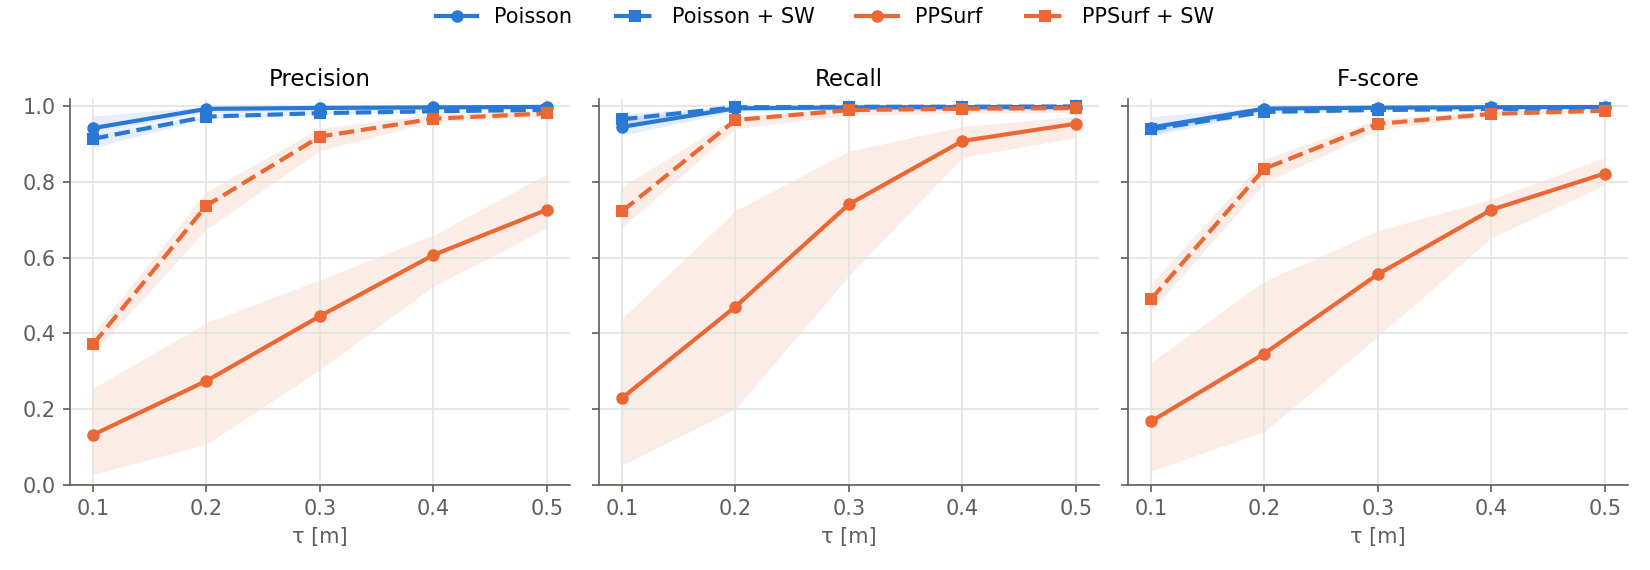 Poisson Poisson + SW PPSurf PPSurf + SW
Precision Recall F-score
1.0
0.8
0.6
0.4
0.2
0.0
0.1 0.2 0.3 0.4 0.5 0.1 0.2 0.3 0.4 0.5 0.1 0.2 0.3 0.4 0.5
τ [m] τ [m] τ [m]